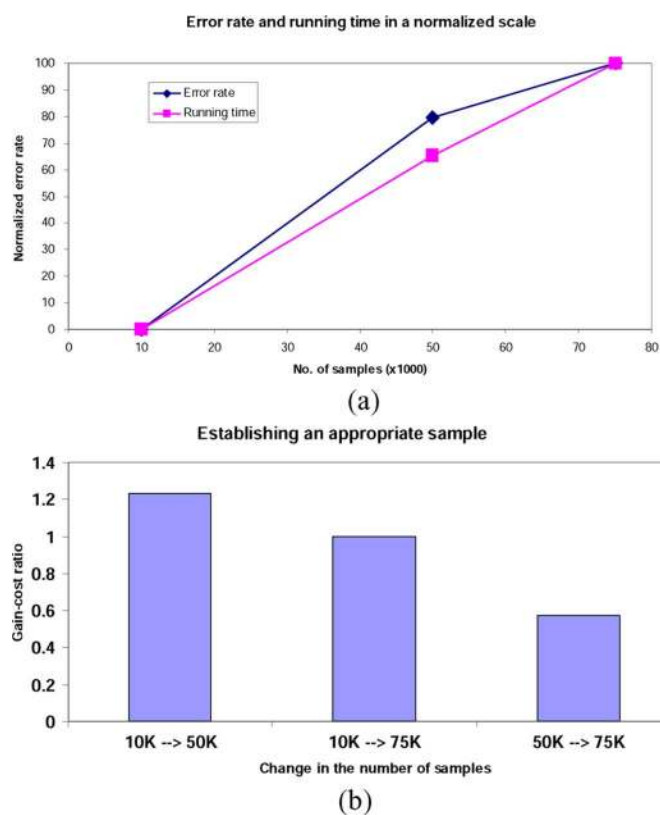 Error rate and running time in a normalized scale
100
90
80
70
60
50
40
30
20
10
0
Normalized error rate
Error rate
Running time
0 10 20 30 40 50 60 70 80
No. of samples (x1000)
(a)
Establishing an appropriate sample
1.4
1.2
1
0.8
0.6
0.4
0.2
0
Gain-cost ratio
10K --> 50K 10K --> 75K 50K --> 75K
Change in the number of samples
(b)